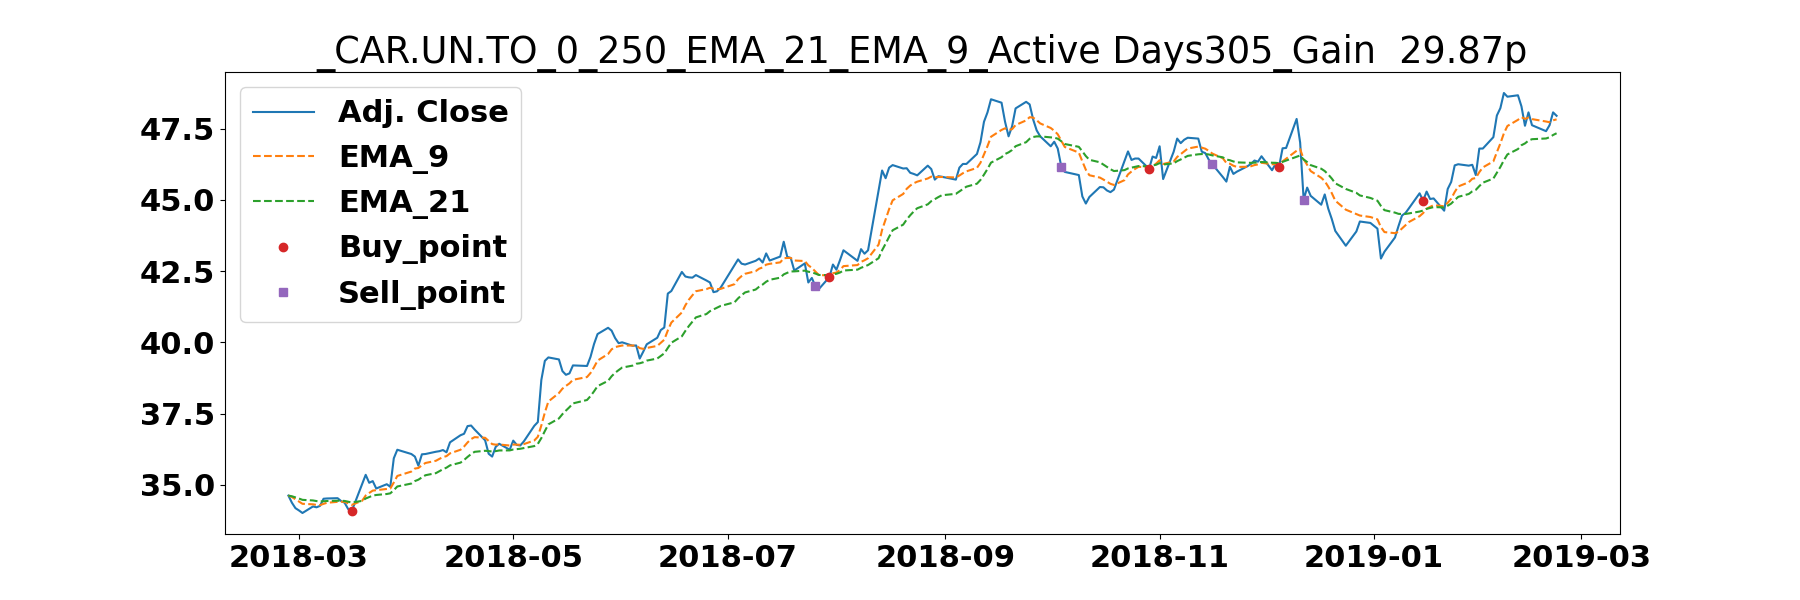 _CAR.UN.TO_0_250_EMA_21_EMA_9_Active Days305_Gain  29.87p
Adj. Close
EMA_9
EMA_21
Buy_point
Sell_point
47.5
45.0
42.5
40.0
37.5
35.0
2018-03
2018-05
2018-07
2018-09
2018-11
2019-01
2019-03